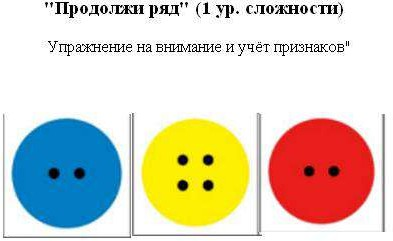 "Продолжи ряд" (1 ур. сложности)
Упражнение на внимание и учёт признаков"